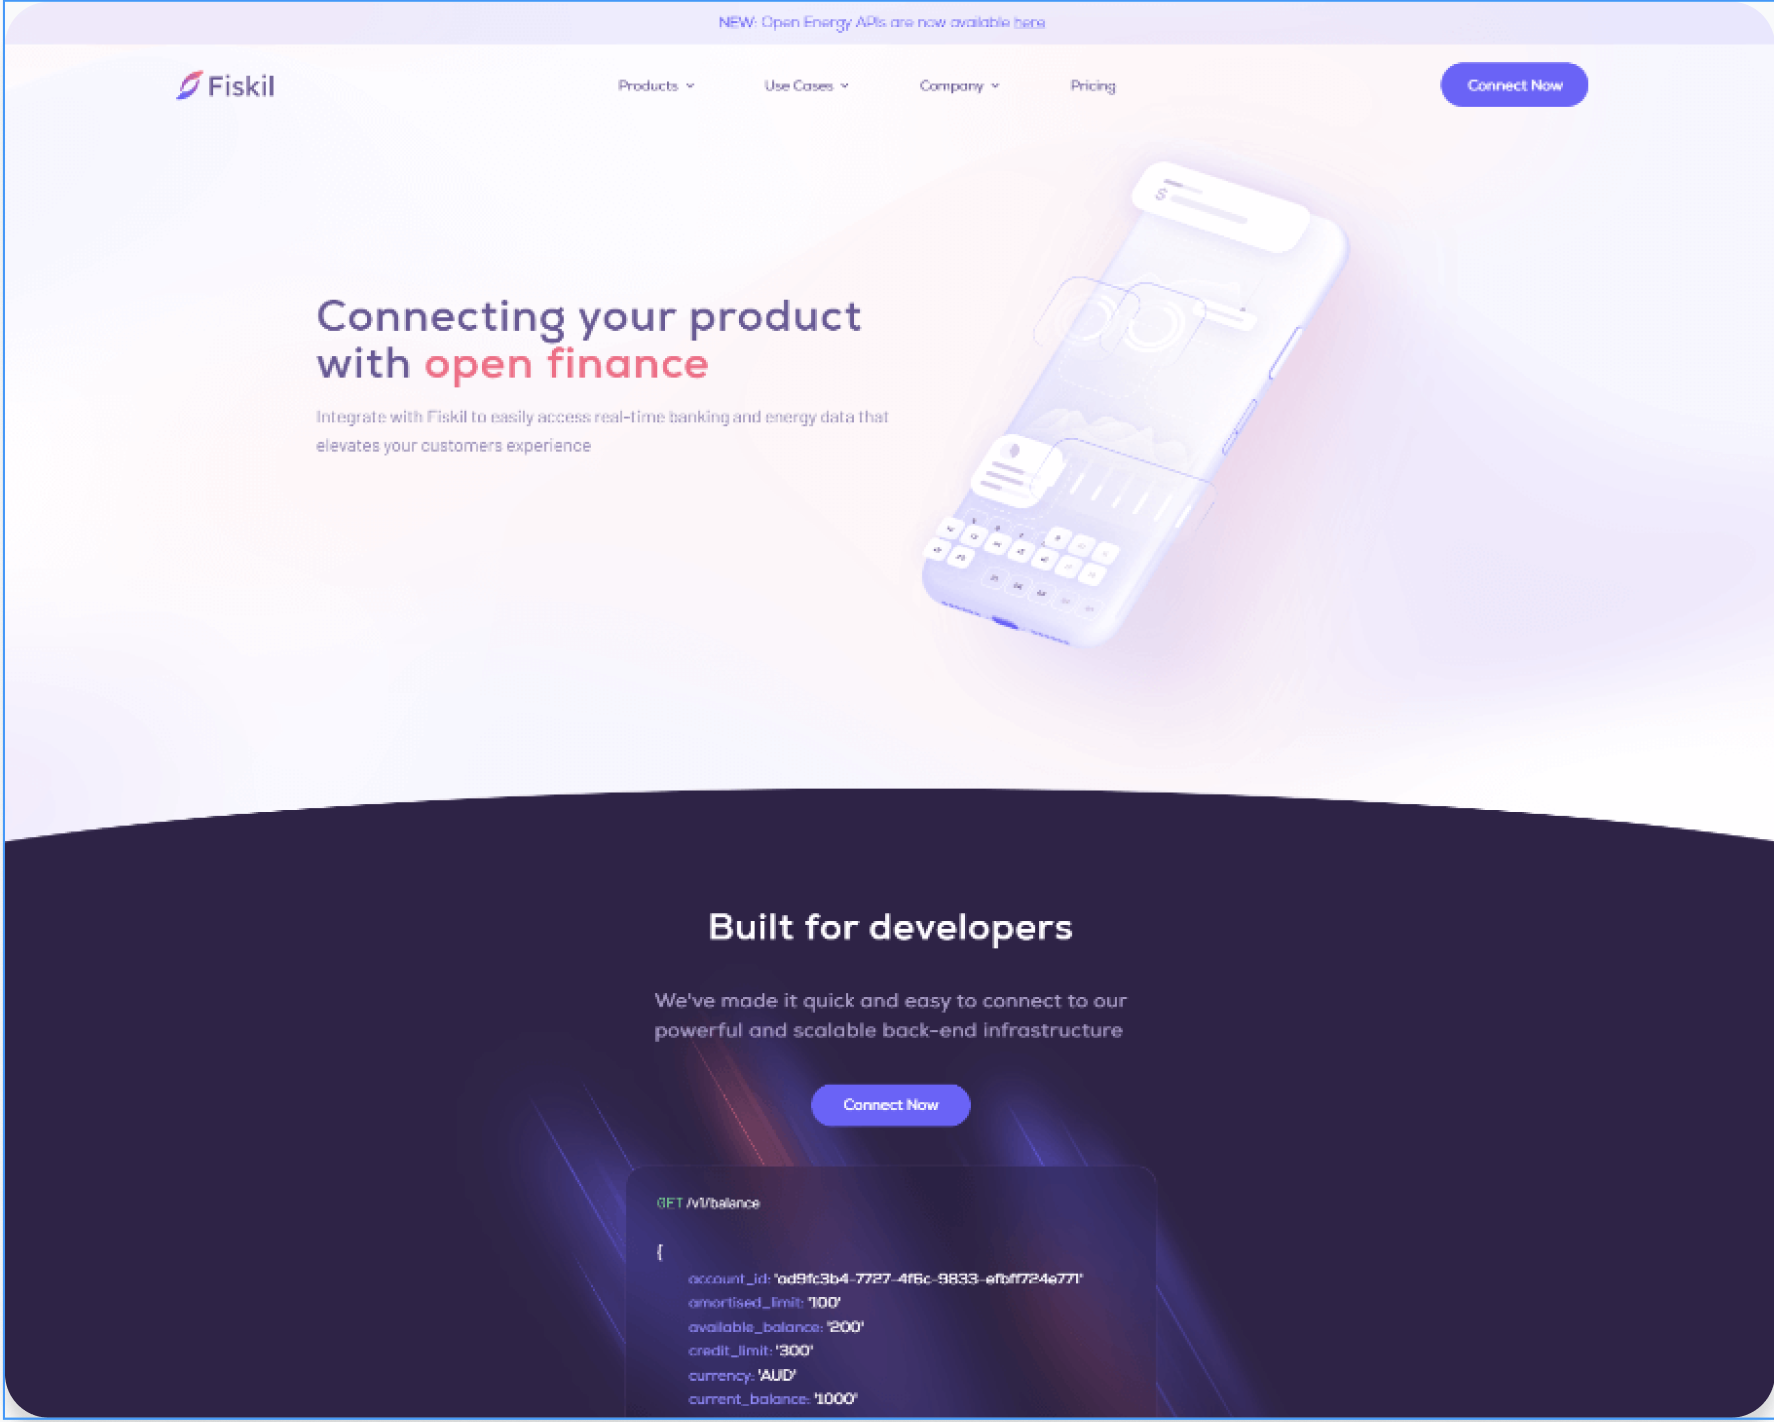 NEW: Open Energy APIs are now available here
Fiskil
Products
Use Cases
Company
Pricing
Connect Now
$
Connecting your product
with open finance
Integrate with Fiskil to easily access real-time banking and energy data that
elevates your customers experience
Built for developers
We've made it quick and easy to connect to our
powerful and scalable back-end infrastructure
Connect Now
GET /v1/balance
{
account_id: "ad9fc3b4-7727-4f6c-9833-efbff724e771"
amortised_limit: "100"
available_balance: "200"
credit_limit: "300"
currency: "AUD"
current_balance: "1000"